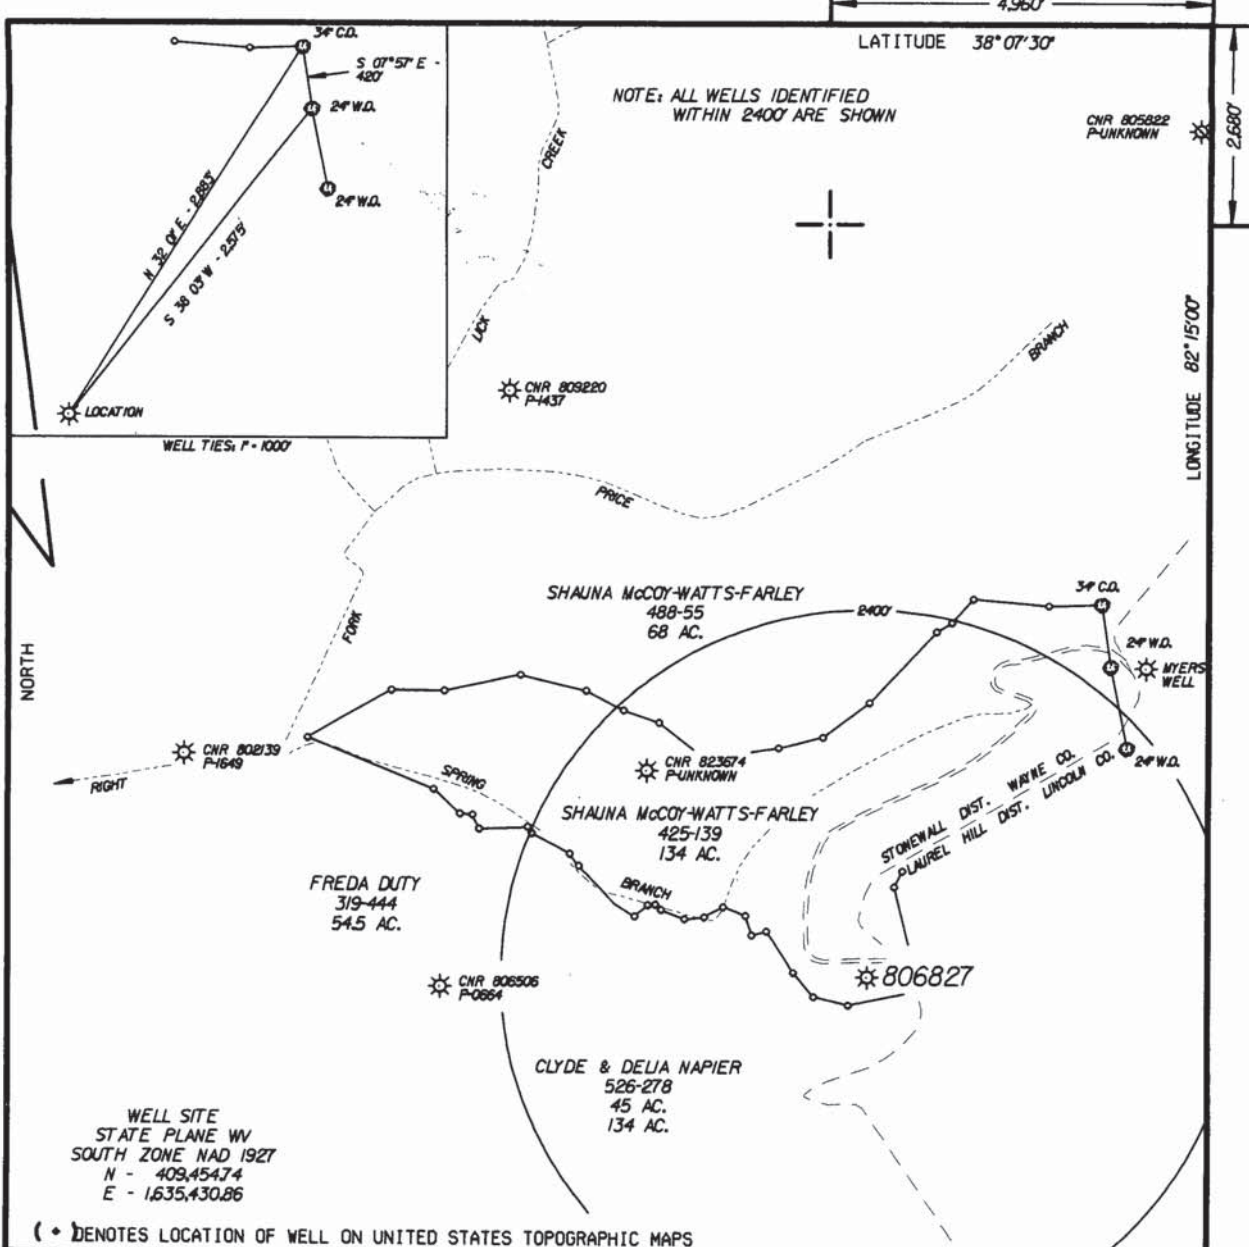 4,960'
LATITUDE 38°07'30"
2,680'
LONGITUDE 82°15'00"
34" C.D.
S 07°57' E -
420'
24" W.D.
24" W.D.
N 32 01' E - 2,883'
S 38 03' W - 2,575'
LOCATION
WELL TIES: 1" = 1000'
NOTE: ALL WELLS IDENTIFIED
WITHIN 2400' ARE SHOWN
CNR 805822
P-UNKNOWN
CREEK
LICK
CNR 809220
P-1437
BRANCH
PRICE
FORK
NORTH
SHAUNA McCOY-WATTS-FARLEY
488-55
68 AC.
2400'
34" C.D.
24" W.D.
MYERS
WELL
24" W.D.
CNR 802139
P-1649
RIGHT
SPRING
CNR 823674
P-UNKNOWN
SHAUNA McCOY-WATTS-FARLEY
425-139
134 AC.
STONEWALL DIST. WAYNE CO.
LAUREL HILL DIST. LINCOLN CO.
FREDA DUTY
319-444
54.5 AC.
BRANCH
CNR 806506
P-0664
806827
CLYDE & DELIA NAPIER
526-278
45 AC.
134 AC.
WELL SITE
STATE PLANE WV
SOUTH ZONE NAD 1927
N - 409,454.74
E - 1,635,430.86
( + ) DENOTES LOCATION OF WELL ON UNITED STATES TOPOGRAPHIC MAPS